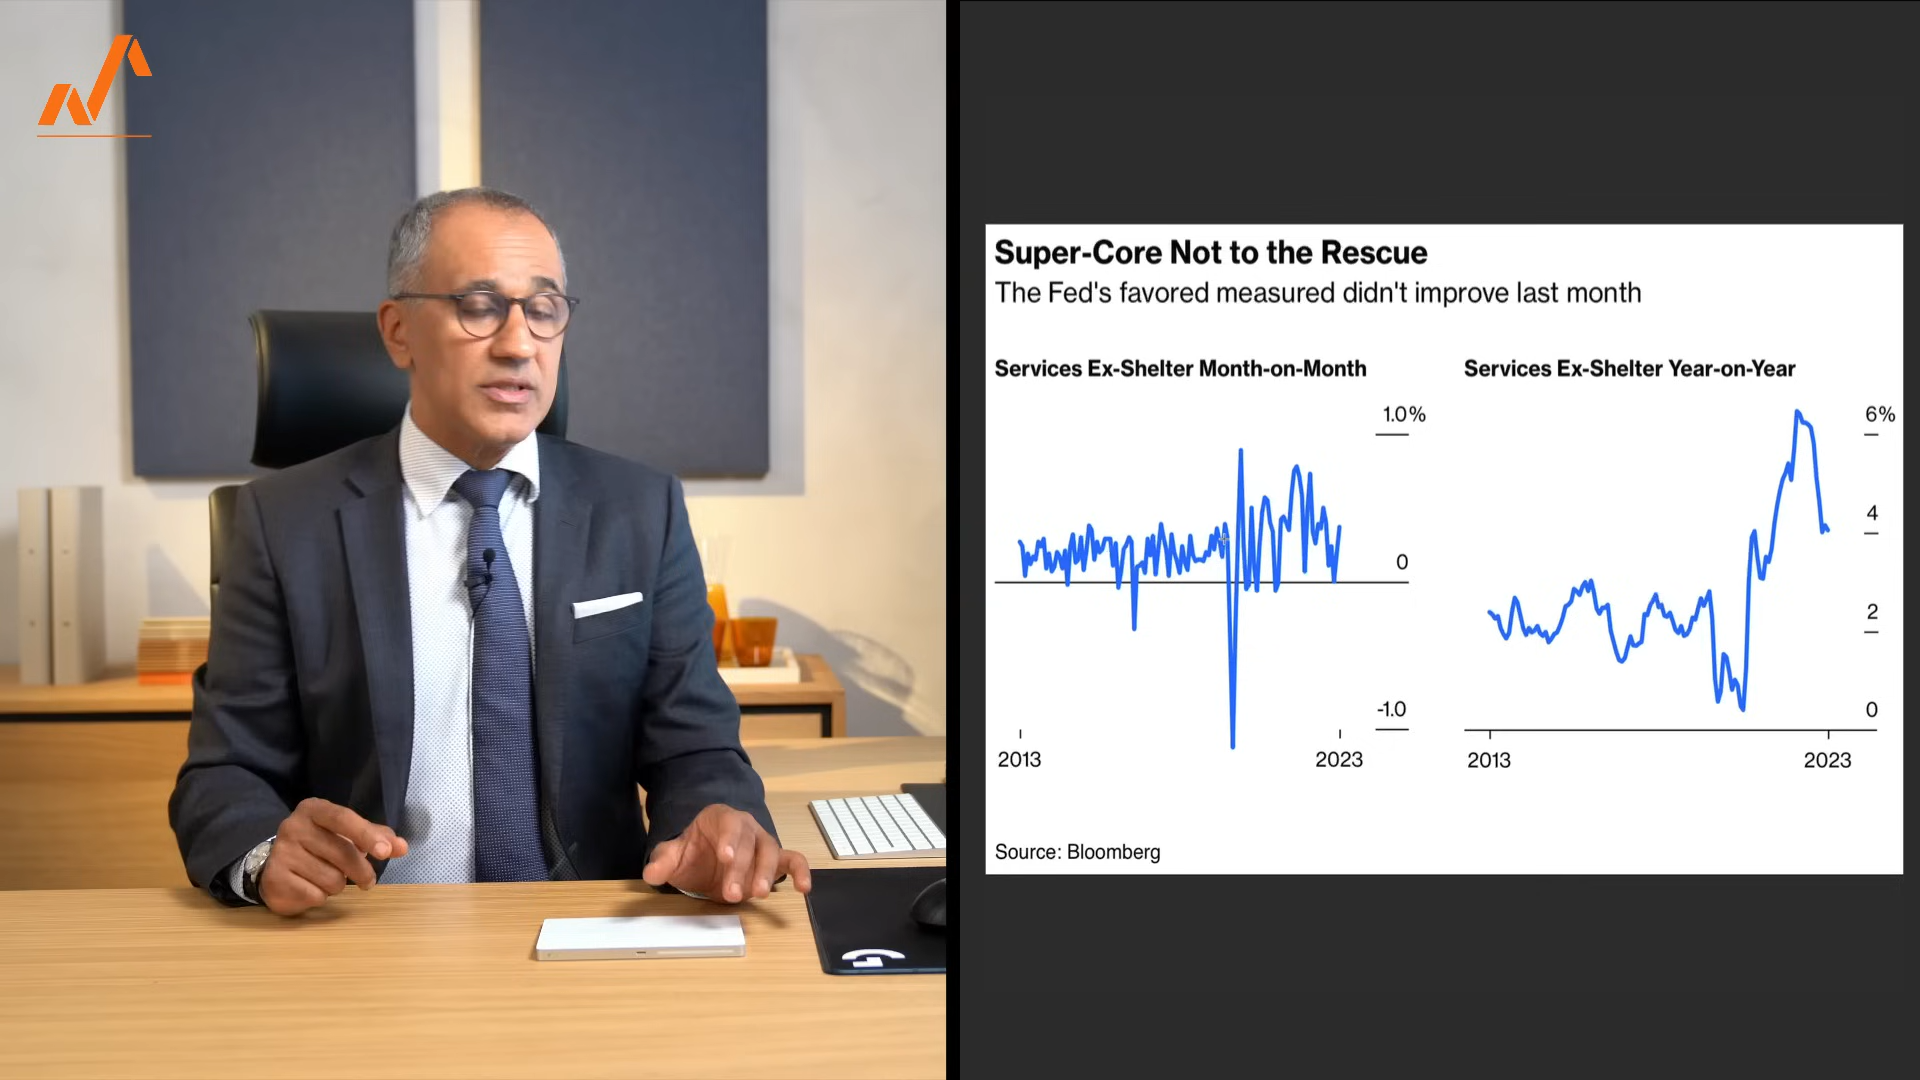 Super-Core Not to the Rescue
The Fed's favored measured didn't improve last month
Services Ex-Shelter Month-on-Month
1.0%
0
-1.0
2013
2023
Services Ex-Shelter Year-on-Year
6%
4
2
0
2013
2023
Source: Bloomberg